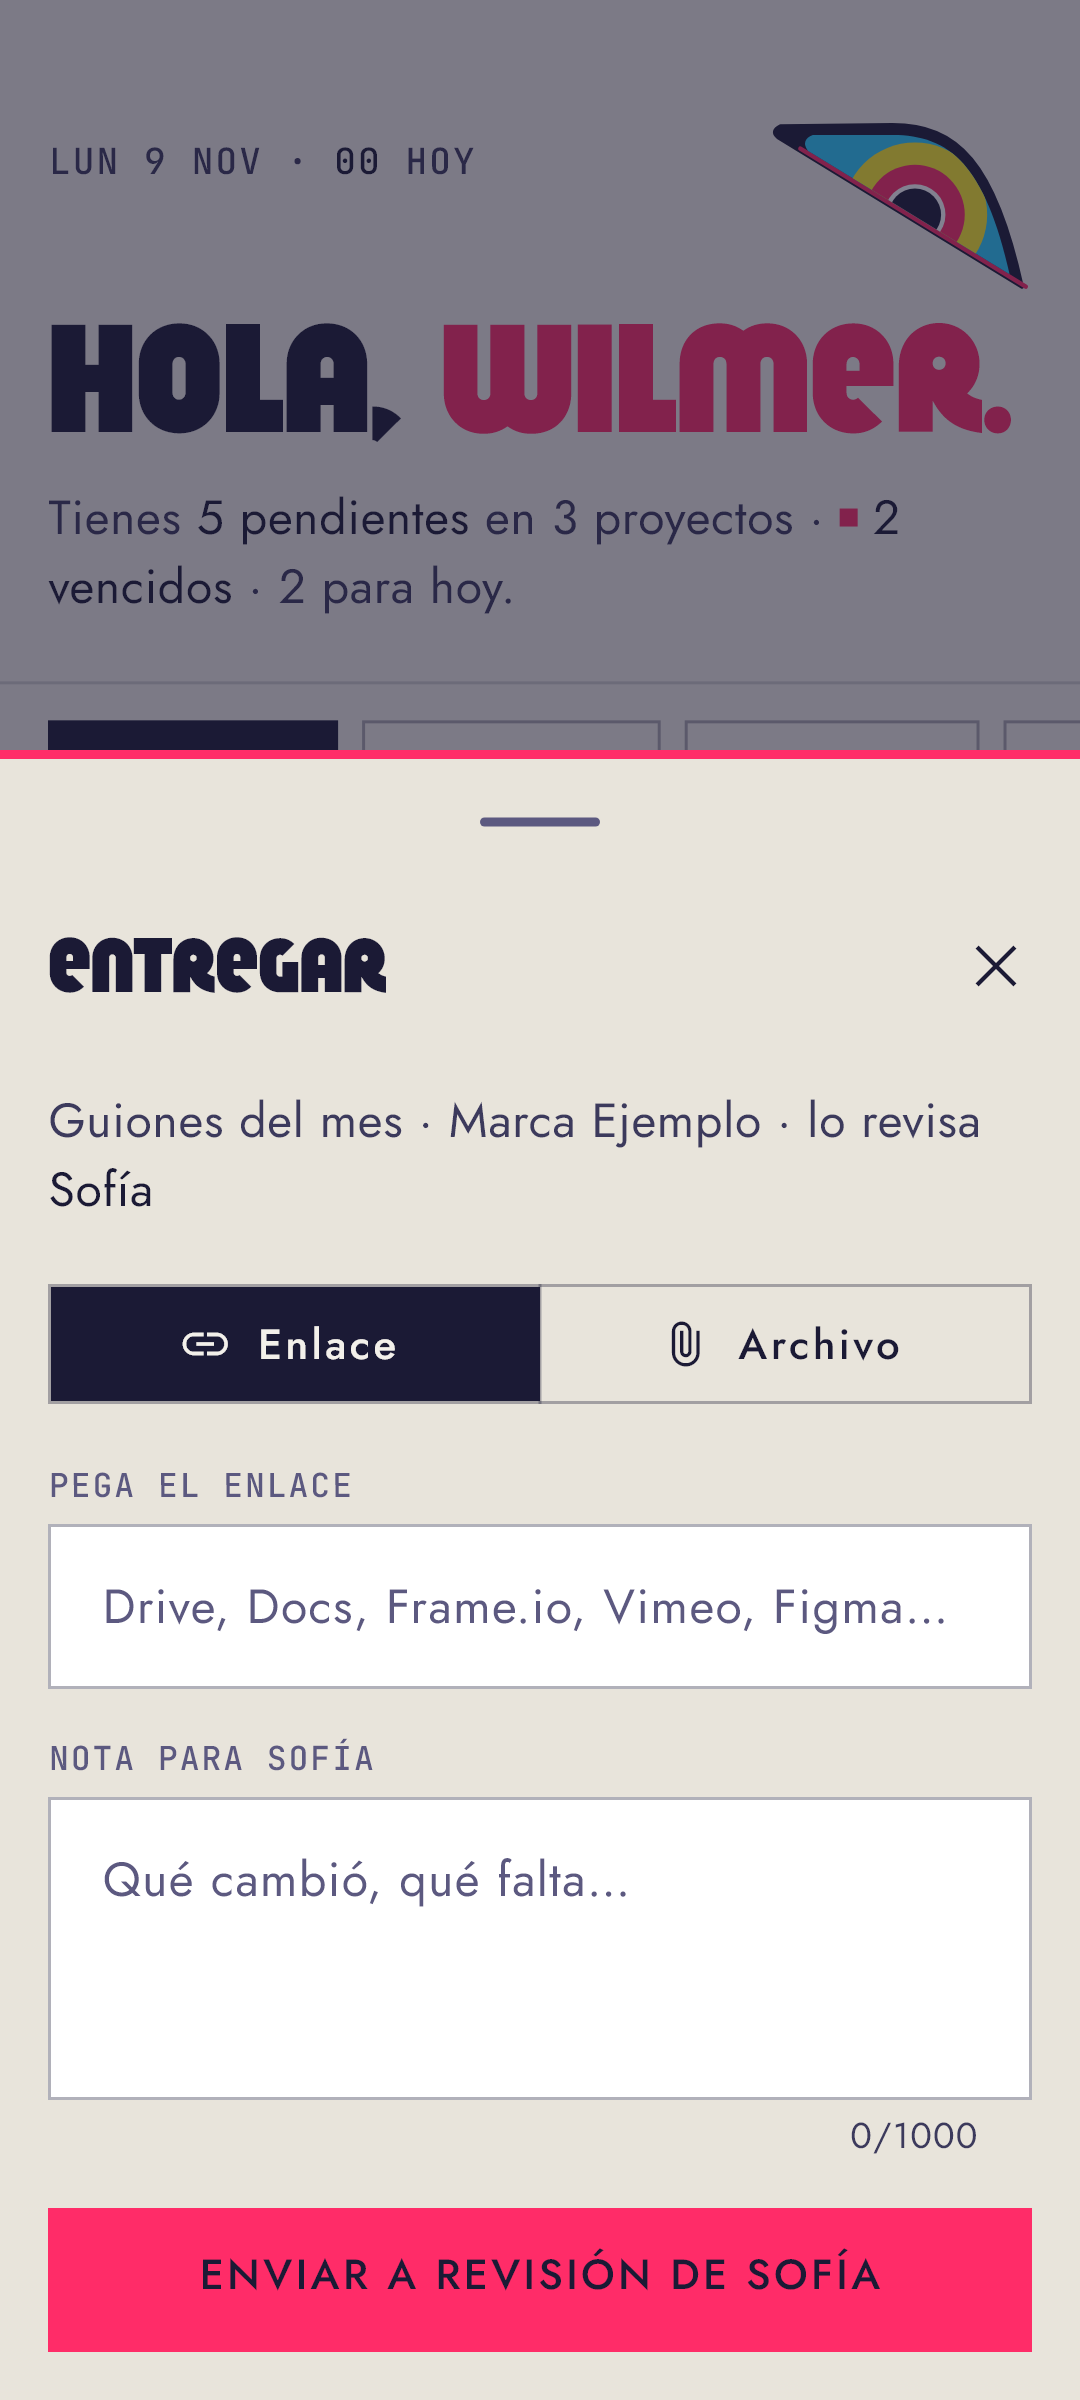 LUN 9 NOV · 00 HOY
HOLA, WILMER.
Tienes 5 pendientes en 3 proyectos · 2
vencidos · 2 para hoy.
ENTREGAR
Guiones del mes · Marca Ejemplo · lo revisa
Sofía
Enlace
Archivo
PEGA EL ENLACE
Drive, Docs, Frame.io, Vimeo, Figma...
NOTA PARA SOFÍA
Qué cambió, qué falta...
0/1000
ENVIAR A REVISIÓN DE SOFÍA